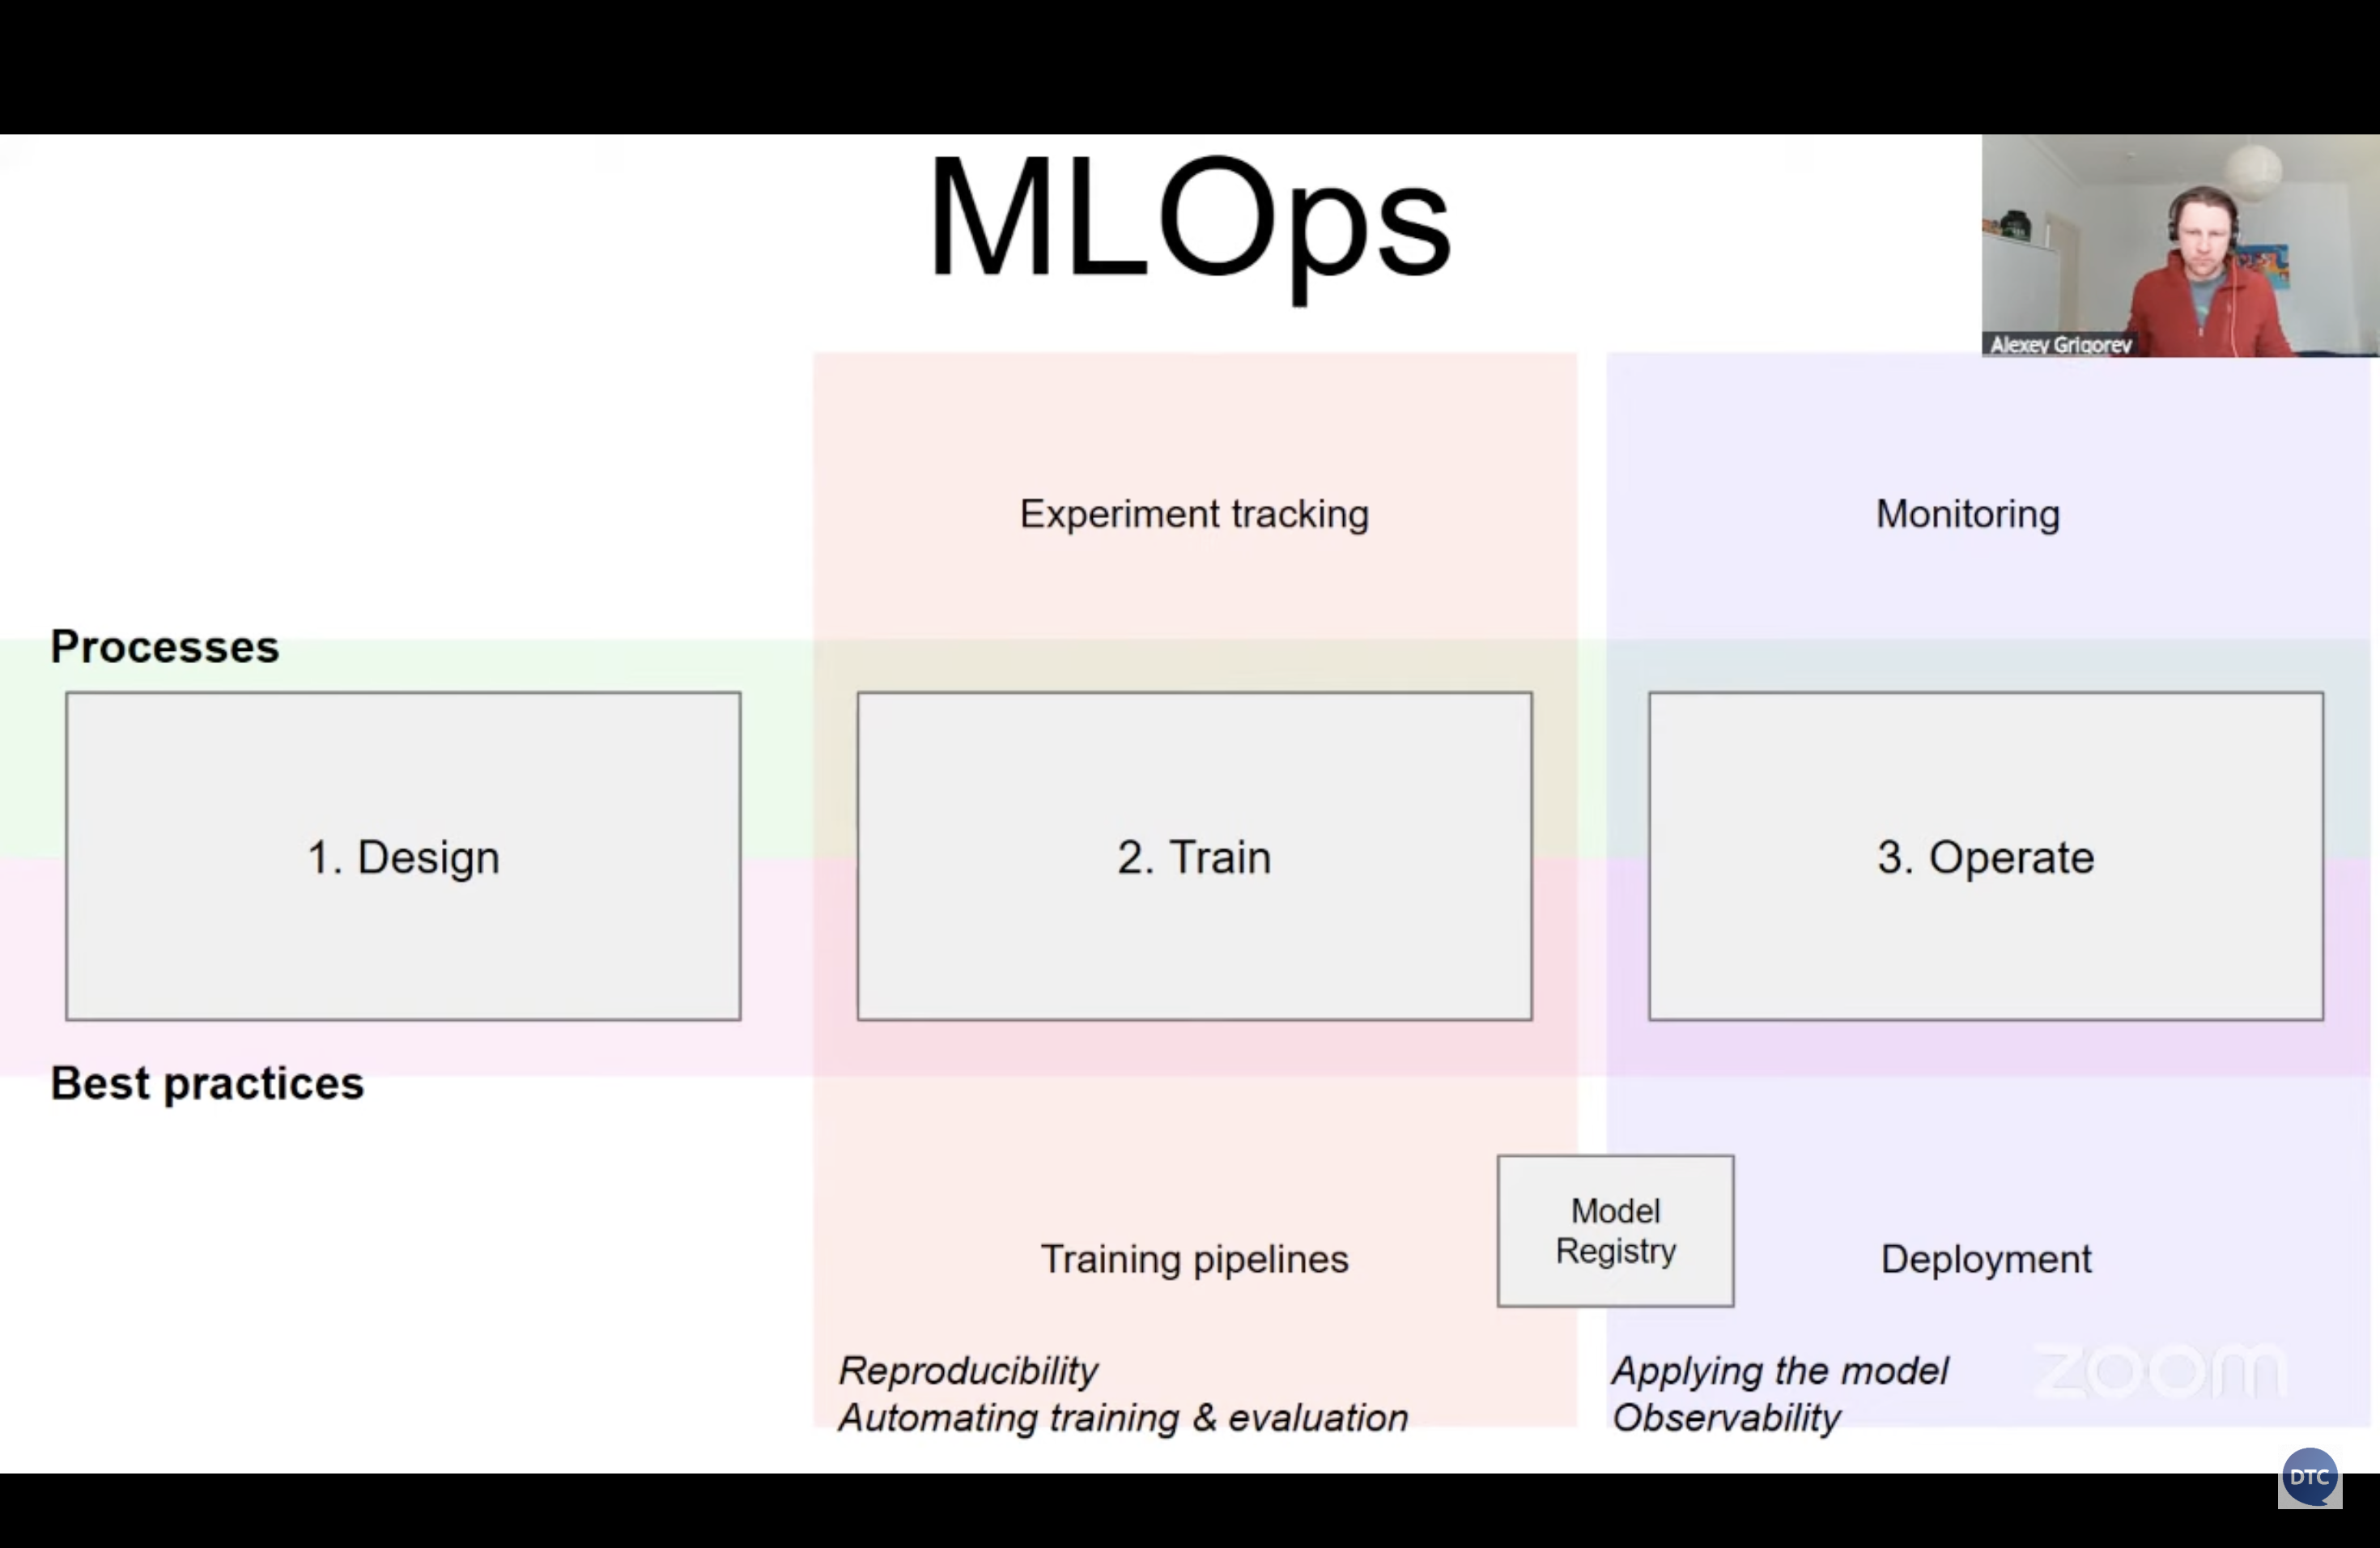 MLOps
Alexey Grigorev
Experiment tracking
Monitoring
Processes
1. Design
2. Train
3. Operate
Best practices
Model
Registry
Training pipelines
Deployment
zoom
Reproducibility
Automating training & evaluation
Applying the model
Observability
DTC